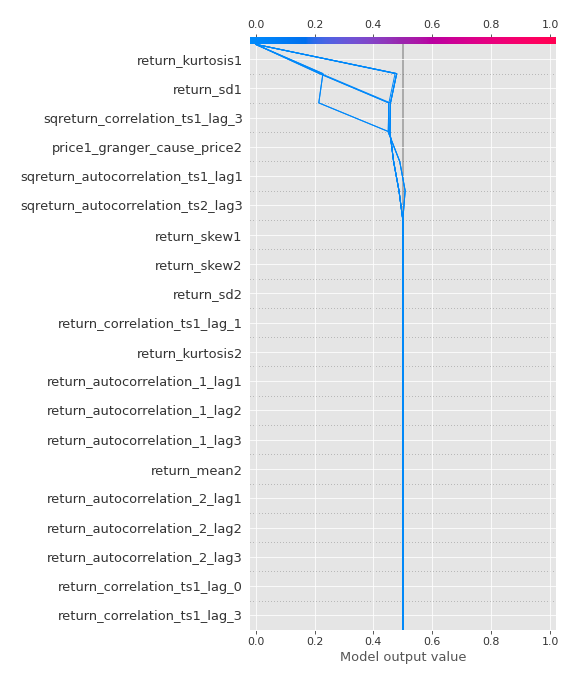 0.0 0.2 0.4 0.6 0.8 1.0
return_kurtosis1
return_sd1
sqreturn_correlation_ts1_lag_3
price1_granger_cause_price2
sqreturn_autocorrelation_ts1_lag1
sqreturn_autocorrelation_ts2_lag3
return_skew1
return_skew2
return_sd2
return_correlation_ts1_lag_1
return_kurtosis2
return_autocorrelation_1_lag1
return_autocorrelation_1_lag2
return_autocorrelation_1_lag3
return_mean2
return_autocorrelation_2_lag1
return_autocorrelation_2_lag2
return_autocorrelation_2_lag3
return_correlation_ts1_lag_0
return_correlation_ts1_lag_3
0.0 0.2 0.4 0.6 0.8 1.0
Model output value